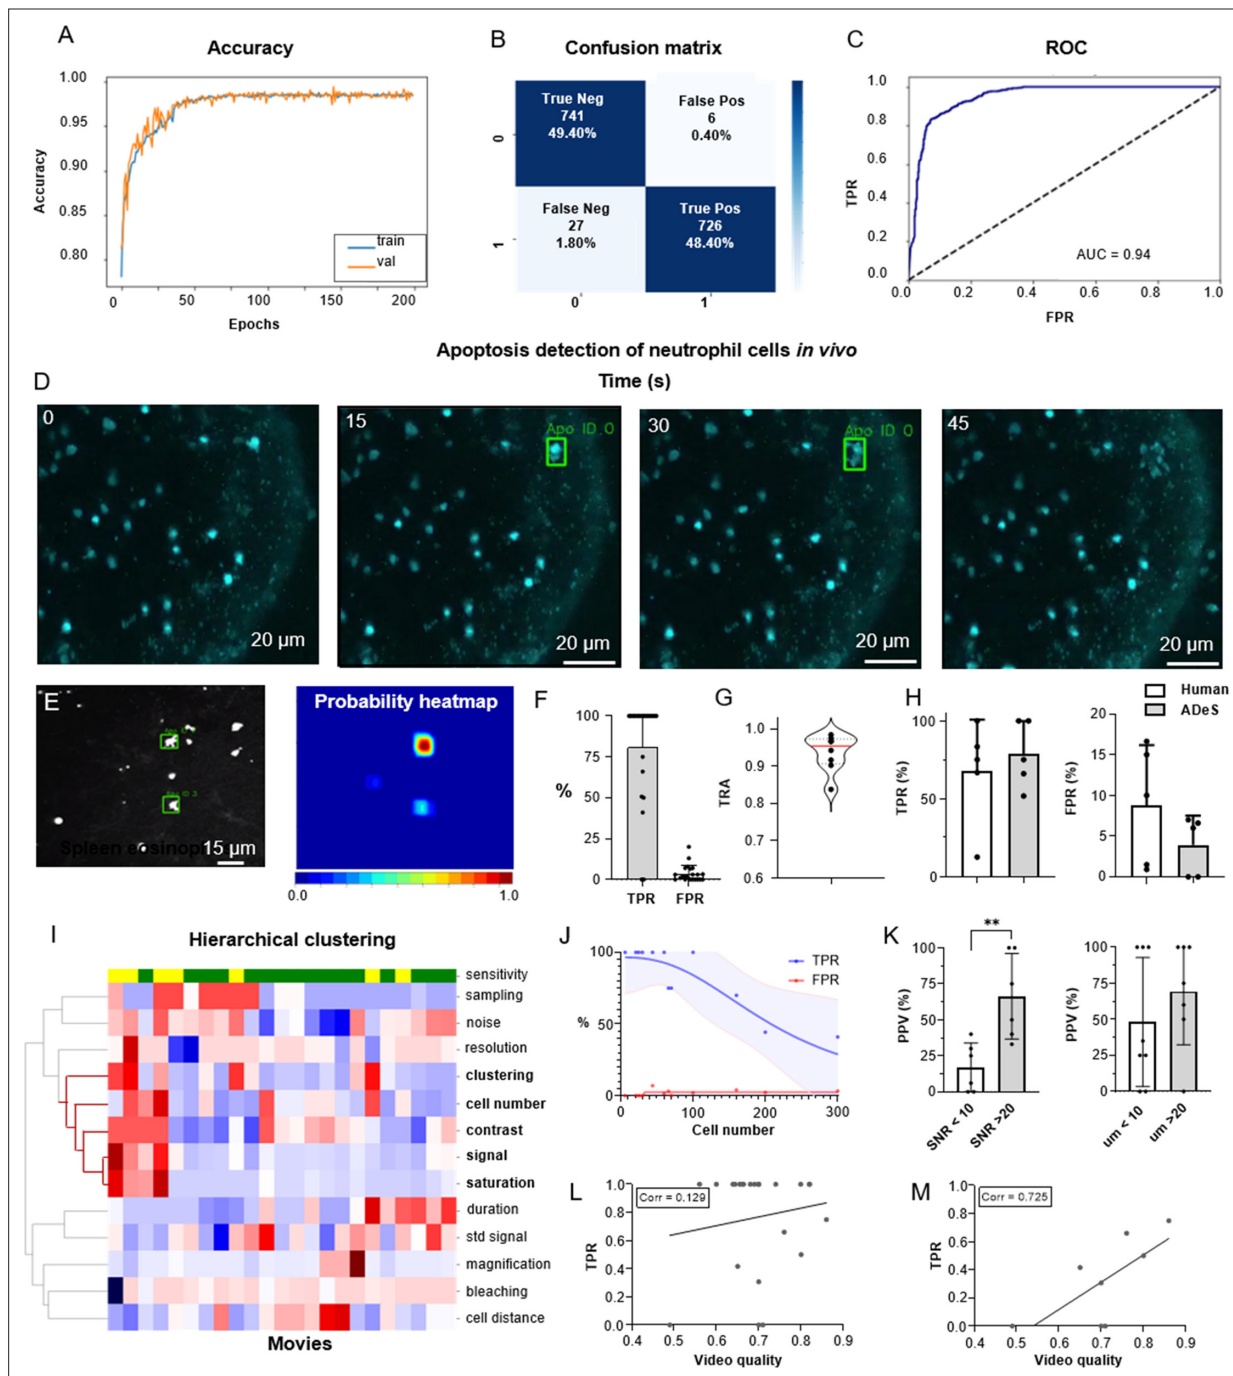 A
Accuracy
1.00
0.95
0.90
0.85
0.80
Accuracy
train
val
0
50
100
150
200
Epochs
B
Confusion matrix
True Neg
741
49.40%
False Pos
6
0.40%
False Neg
27
1.80%
True Pos
726
48.40%
0
1
0
1
C
ROC
1.0
0.8
0.6
0.4
0.2
0.0
TPR
AUC = 0.94
0.0
0.2
0.4
0.6
0.8
1.0
FPR
Apoptosis detection of neutrophil cells in vivo
Time (s)
D
0
20 µm
15
Apo ID 0
20 µm
30
Apo ID 0
20 µm
45
20 µm
E
Spleen eosinop
15 µm
Probability heatmap
0.0
1.0
F
100
75
50
25
0
%
TPR
FPR
G
1.0
0.9
0.8
0.7
0.6
TRA
H
100
50
0
TPR (%)
20
15
10
5
0
FPR (%)
Human
ADeS
I
Hierarchical clustering
sensitivity
sampling
noise
resolution
clustering
cell number
contrast
signal
saturation
duration
std signal
magnification
bleaching
cell distance
Movies
J
100
50
0
%
TPR
FPR
0
100
200
300
Cell number
K
**
100
75
50
25
0
PPV (%)
SNR < 10
SNR >20
100
75
50
25
0
PPV (%)
um < 10
um >20
L
Corr = 0.129
1.0
0.8
0.6
0.4
0.2
0.0
TPR
0.4
0.5
0.6
0.7
0.8
0.9
Video quality
M
Corr = 0.725
1.0
0.8
0.6
0.4
0.2
0.0
TPR
0.4
0.5
0.6
0.7
0.8
0.9
Video quality